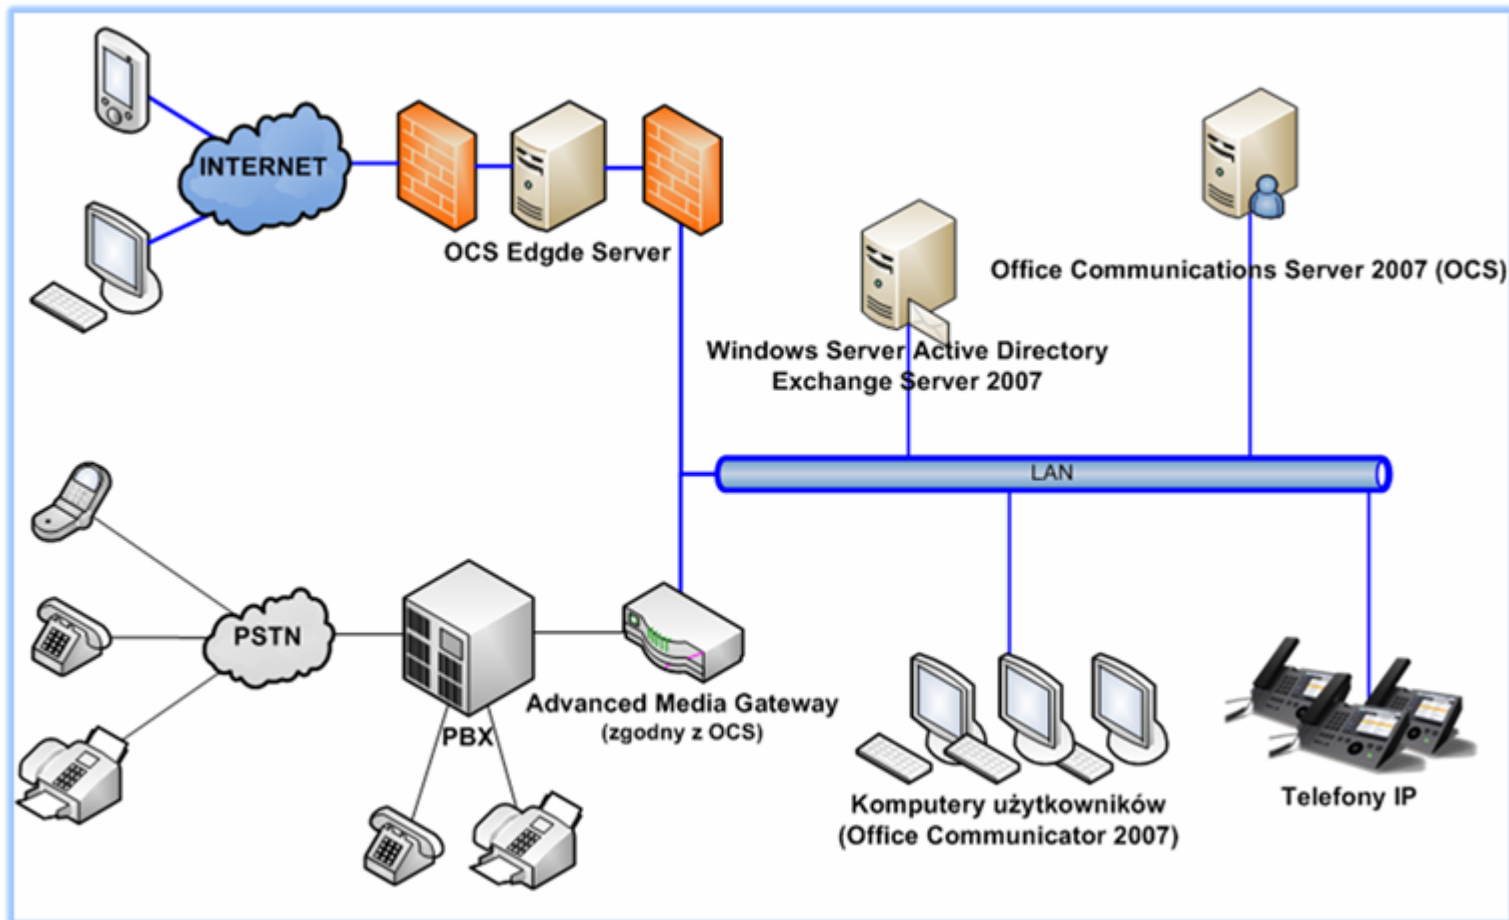 INTERNET
OCS Edgde Server
Office Communications Server 2007 (OCS)
Windows Server Active Directory
Exchange Server 2007
LAN
PSTN
PBX
Advanced Media Gateway
(zgodny z OCS)
Komputery użytkowników
(Office Communicator 2007)
Telefony IP